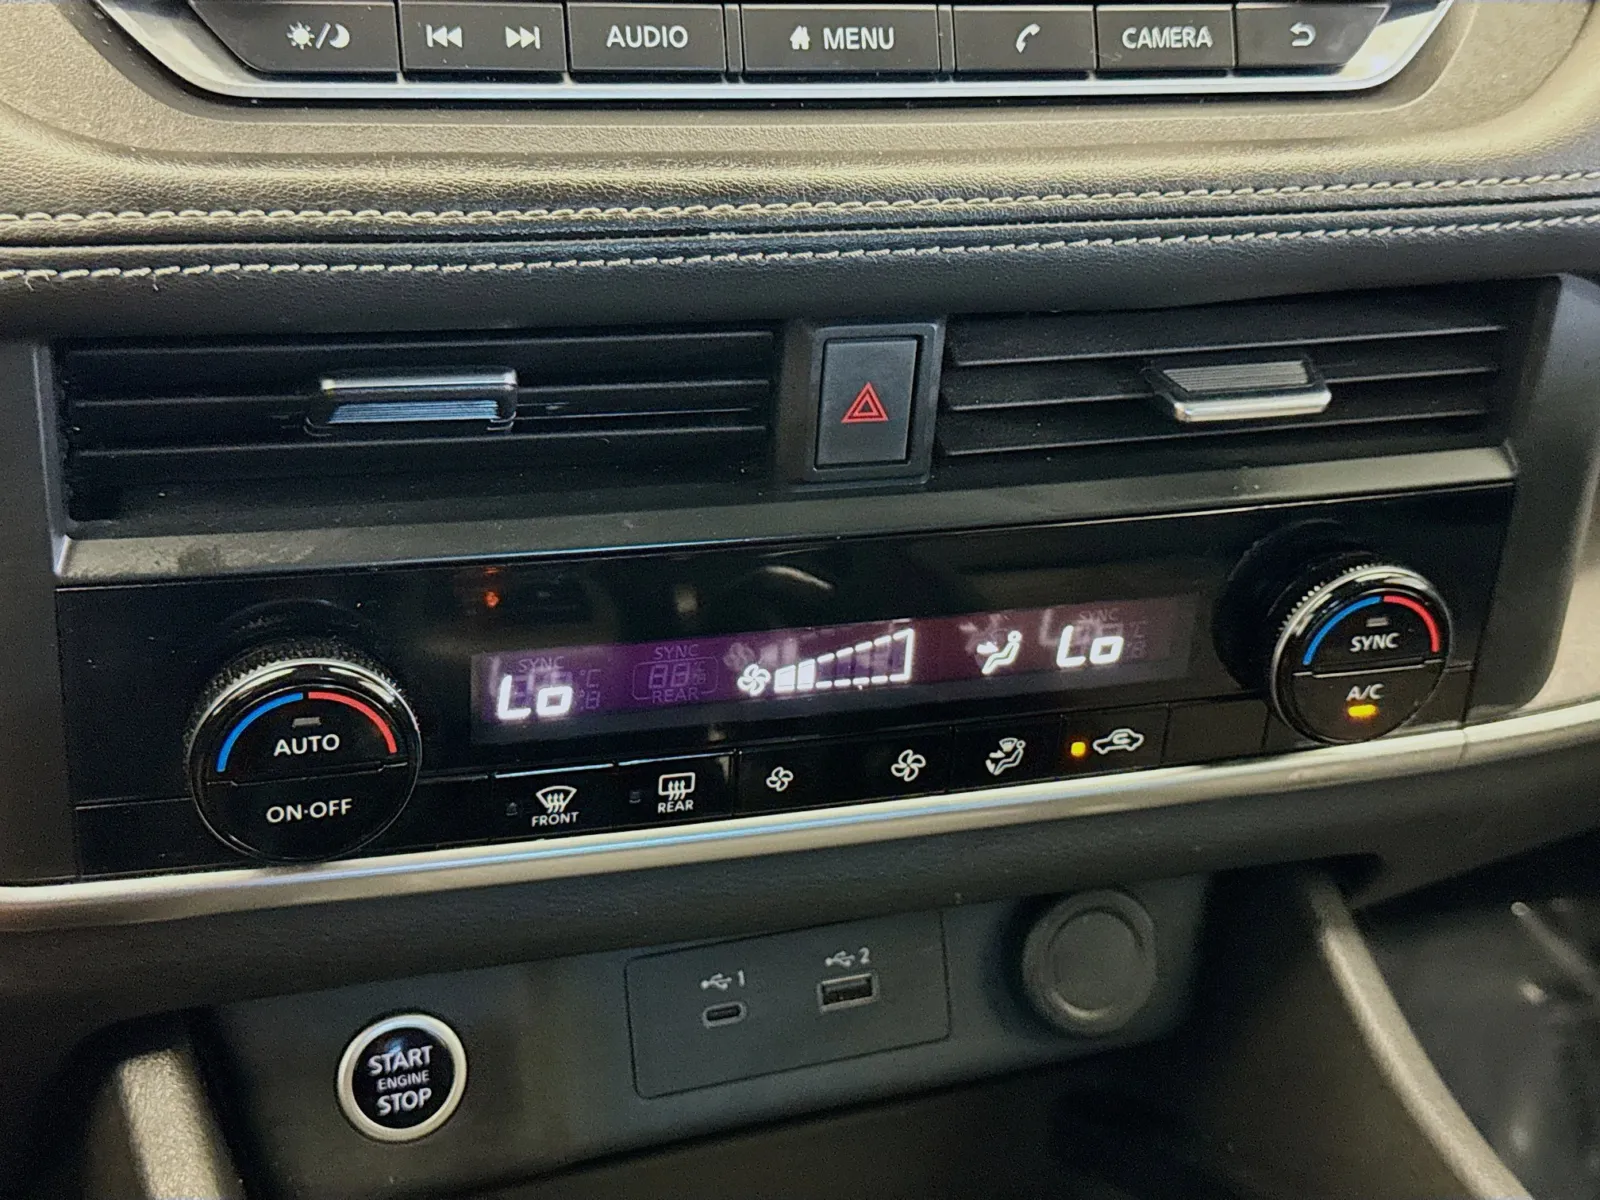 AUDIO MENU CAMERA
SYNC SYNC SYNC
Lo REAR Lo
AUTO
ON·OFF
SYNC
A/C
FRONT REAR
1 2
START
ENGINE
STOP